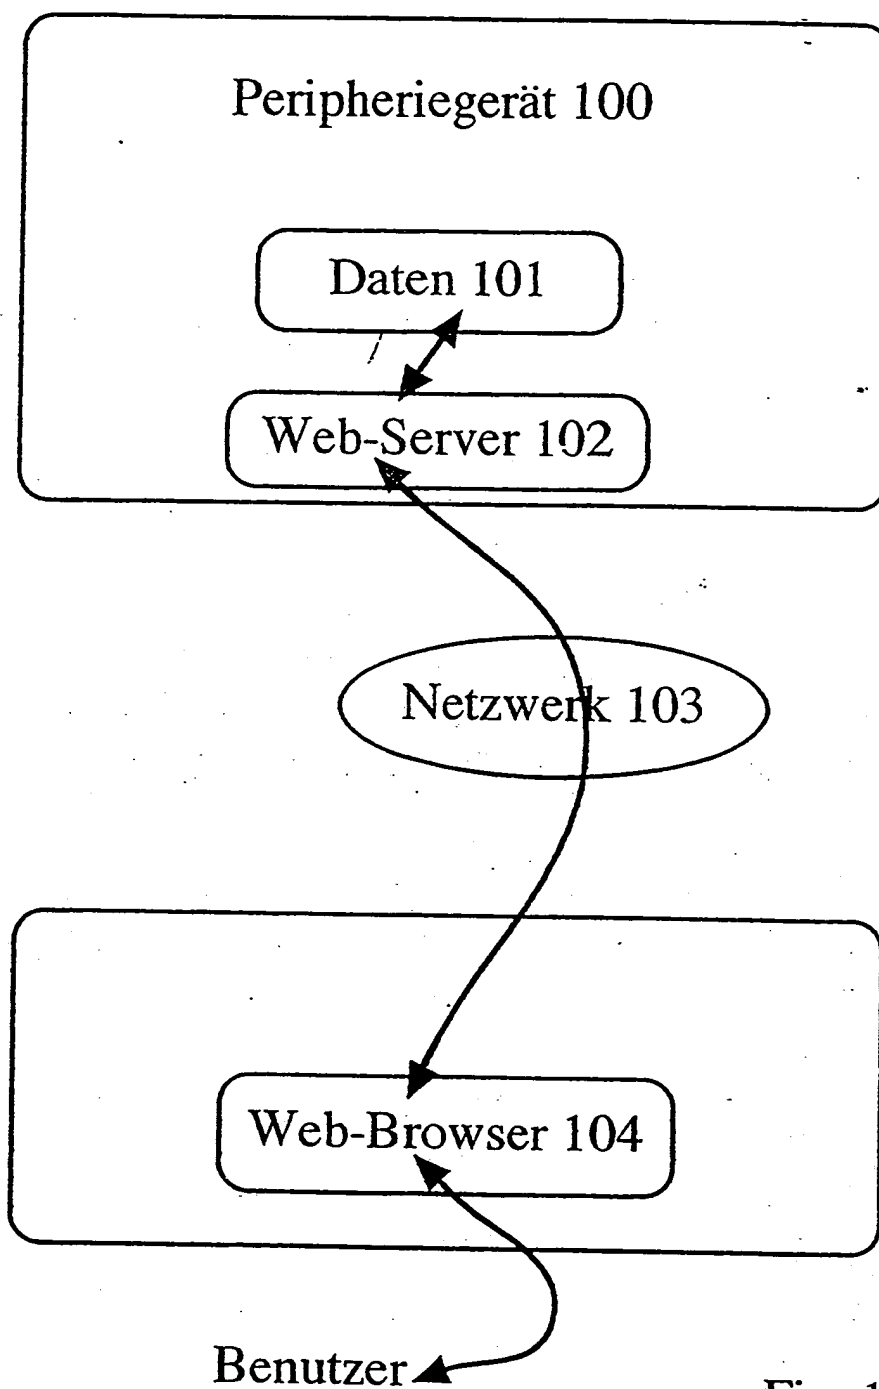 Peripheriegerät 100
Daten 101
Web-Server 102
Netzwerk 103
Web-Browser 104
Benutzer